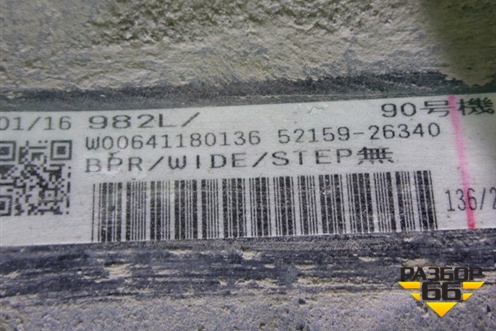 01/16 982L/ 90号機
W00641180136 52159-26340
BPR/WIDE/STEP無
136/2
РАЗБОР
66